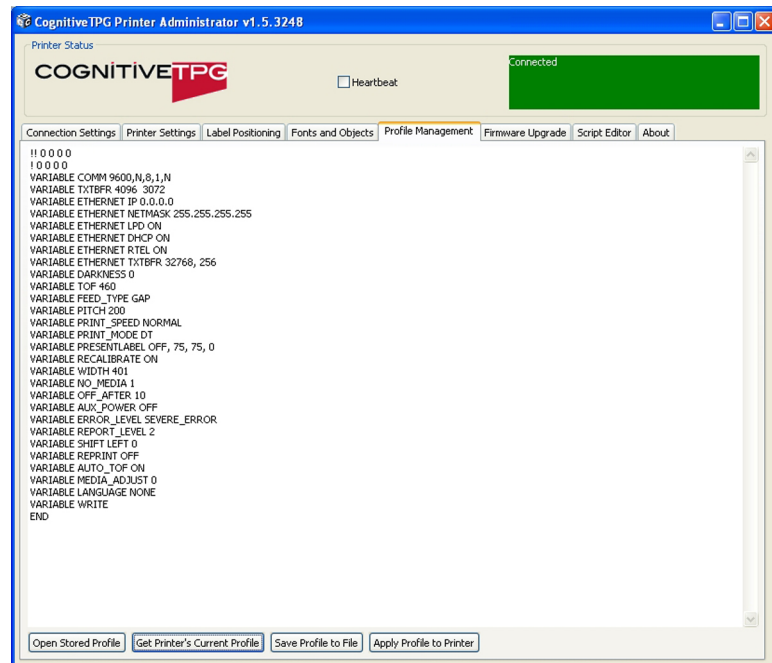 CognitiveTPG Printer Administrator v1.5.3248
Printer Status
COGNITIVETPG
Heartbeat
Connected
Connection Settings Printer Settings Label Positioning Fonts and Objects Profile Management Firmware Upgrade Script Editor About
!! 0 0 0 0
! 0 0 0 0
VARIABLE COMM 9600,N,8,1,N
VARIABLE TXTBFR 4096 3072
VARIABLE ETHERNET IP 0.0.0.0
VARIABLE ETHERNET NETMASK 255.255.255.255
VARIABLE ETHERNET LPD ON
VARIABLE ETHERNET DHCP ON
VARIABLE ETHERNET RTEL ON
VARIABLE ETHERNET TXTBFR 32768, 256
VARIABLE DARKNESS 0
VARIABLE TOF 460
VARIABLE FEED_TYPE GAP
VARIABLE PITCH 200
VARIABLE PRINT_SPEED NORMAL
VARIABLE PRINT_MODE DT
VARIABLE PRESENTLABEL OFF, 75, 75, 0
VARIABLE RECALIBRATE ON
VARIABLE WIDTH 401
VARIABLE NO_MEDIA 1
VARIABLE OFF_AFTER 10
VARIABLE AUX_POWER OFF
VARIABLE ERROR_LEVEL SEVERE_ERROR
VARIABLE REPORT_LEVEL 2
VARIABLE SHIFT LEFT 0
VARIABLE REPRINT OFF
VARIABLE AUTO_TOF ON
VARIABLE MEDIA_ADJUST 0
VARIABLE LANGUAGE NONE
VARIABLE WRITE
END
Open Stored Profile Get Printer's Current Profile Save Profile to File Apply Profile to Printer